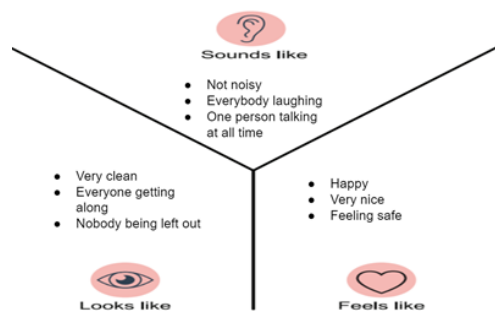 Sounds like
● Not noisy
● Everybody laughing
● One person talking
at all time
● Very clean
● Everyone getting
along
● Nobody being left out
Looks like
● Happy
● Very nice
● Feeling safe
Feels like